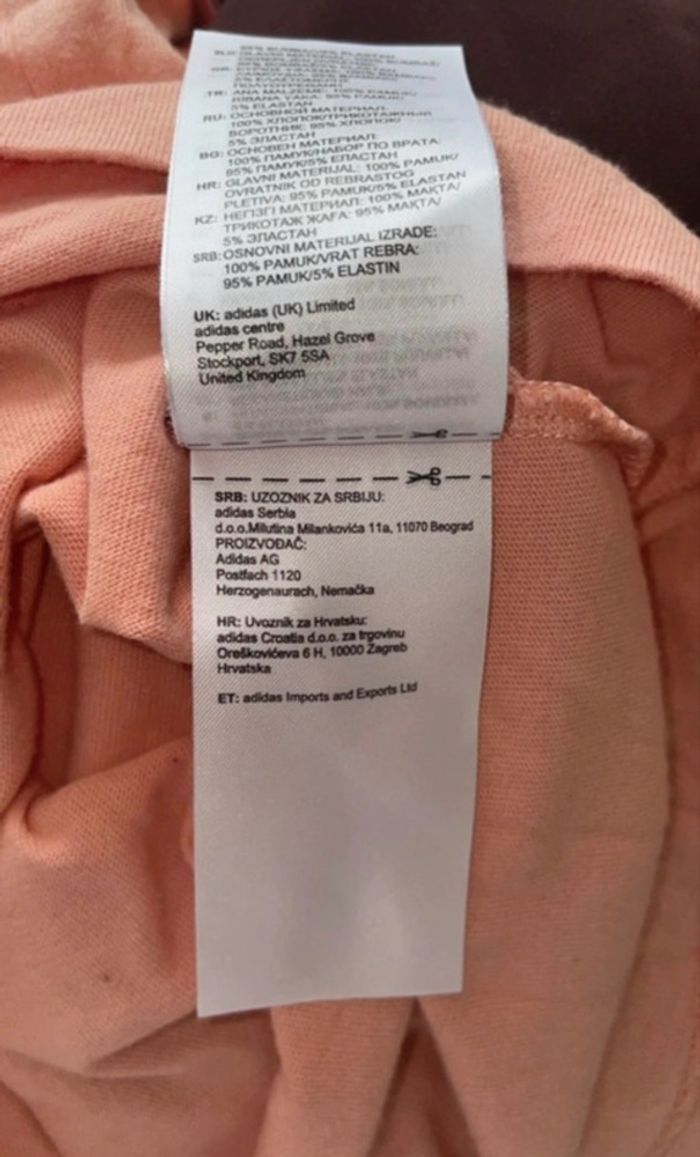 5% ELASTAN
TR: ANA MALZEME: 100% PAMUK/
RIBANA YAKA: 95% PAMUK/
5% ELASTAN
RU: ОСНОВНОЙ МАТЕРИАЛ:
100% ХЛОПОК/ТРИКОТАЖНЫЙ
ВОРОТНИК: 95% ХЛОПОК/
5% ЭЛАСТАН
BG: ОСНОВЕН МАТЕРИАЛ:
100% ПАМУК/НАБОР ПО ВРАТА:
95% ПАМУК/5% ЕЛАСТАН
HR: GLAVNI MATERIJAL: 100% PAMUK/
OVRATNIK OD REBRASTOG
PLETIVA: 95% PAMUK/5% ELASTAN
KZ: НЕГІЗГІ МАТЕРИАЛ: 100% МАҚТА/
ТРИКОТАЖ ЖАҒА: 95% МАҚТА/
5% ЭЛАСТАН
SRB: OSNOVNI MATERIJAL IZRADE:
100% PAMUK/VRAT REBRA:
95% PAMUK/5% ELASTIN
UK: adidas (UK) Limited
adidas centre
Pepper Road, Hazel Grove
Stockport, SK7 5SA
United Kingdom
SRB: UZOZNIK ZA SRBIJU:
adidas Serbia
d.o.o.Milutina Milankovića 11a, 11070 Beograd
PROIZVOĐAČ:
Adidas AG
Postfach 1120
Herzogenaurach, Nemačka
HR: Uvoznik za Hrvatsku:
adidas Croatia d.o.o. za trgovinu
Oreškovićeva 6 H, 10000 Zagreb
Hrvatska
ET: adidas Imports and Exports Ltd